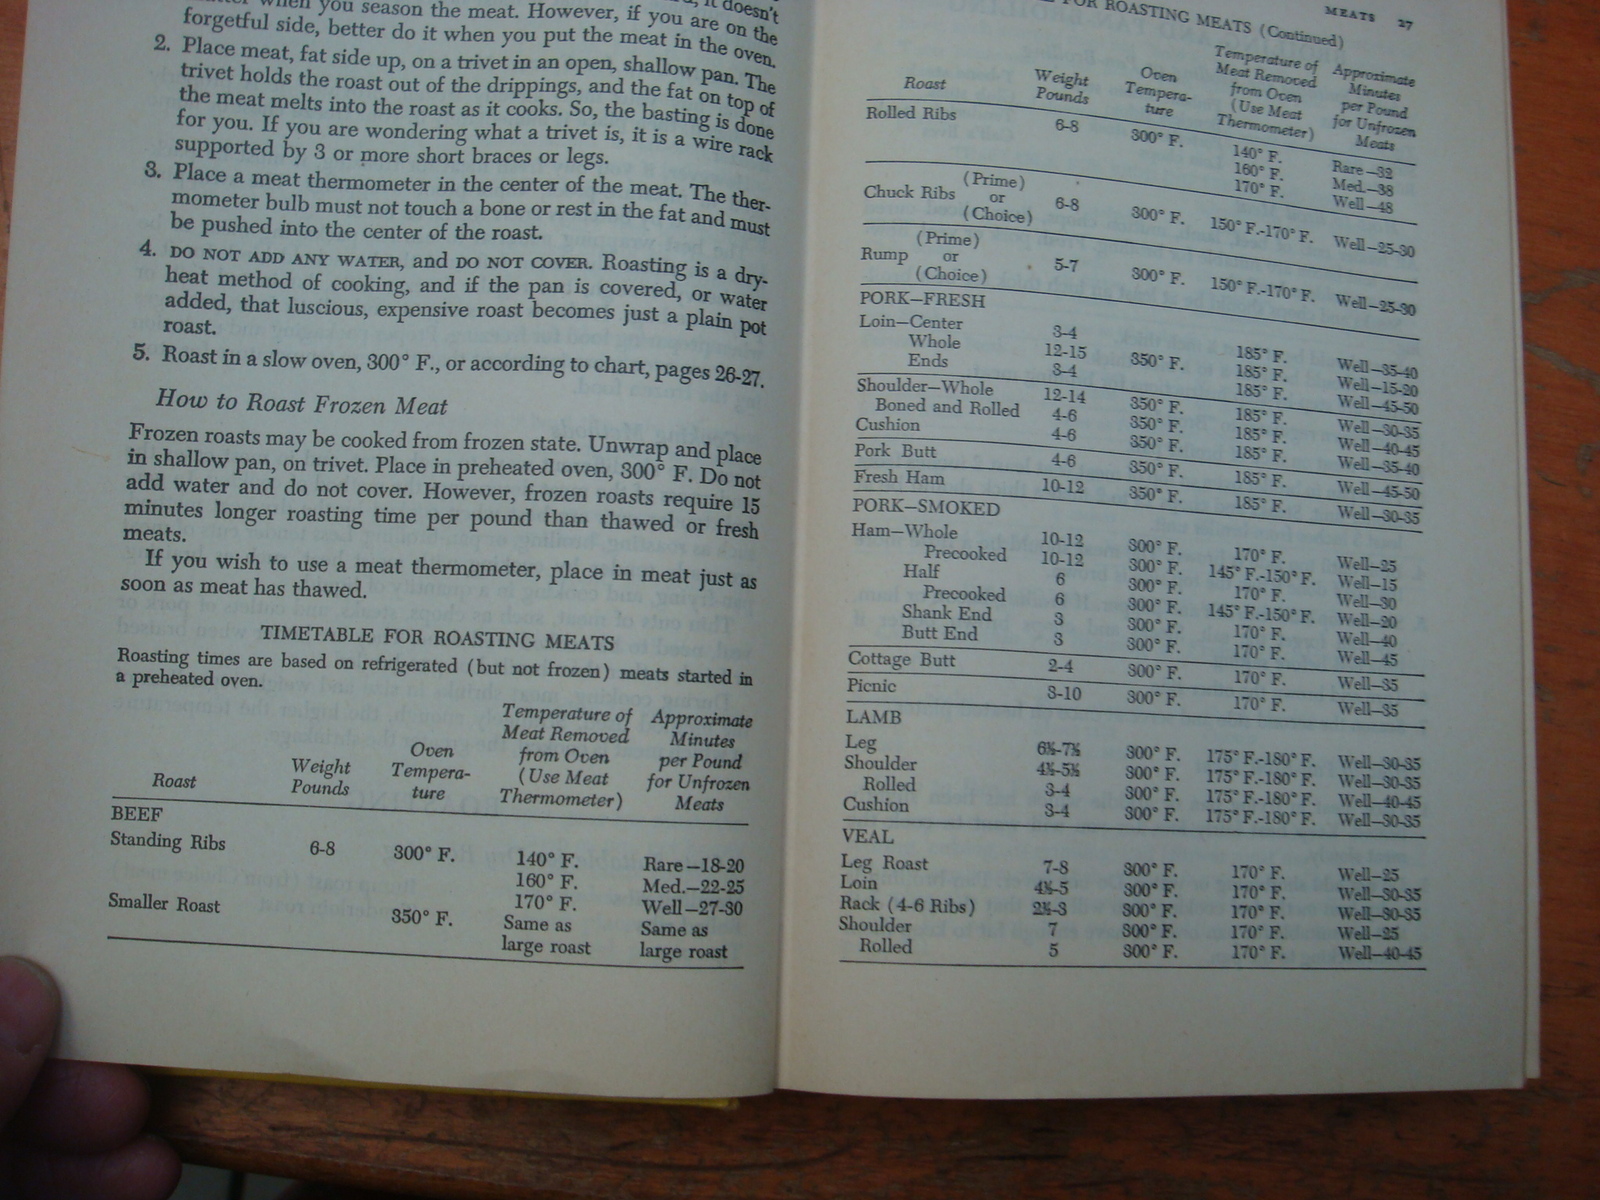 when you season the meat. However, if you are on the
forgetful side, better do it when you put the meat in the oven.
2. Place meat, fat side up, on a trivet in an open, shallow pan. The
trivet holds the roast out of the drippings, and the fat on top of
the meat melts into the roast as it cooks. So, the basting is done
for you. If you are wondering what a trivet is, it is a wire rack
supported by 3 or more short braces or legs.
3. Place a meat thermometer in the center of the meat. The ther-
mometer bulb must not touch a bone or rest in the fat and must
be pushed into the center of the roast.
4. DO NOT ADD ANY WATER, and DO NOT COVER. Roasting is a dry-
heat method of cooking, and if the pan is covered, or water
added, that luscious, expensive roast becomes just a plain pot
roast.
5. Roast in a slow oven, 300° F., or according to chart, pages 26-27.
How to Roast Frozen Meat
Frozen roasts may be cooked from frozen state. Unwrap and place
in shallow pan, on trivet. Place in preheated oven, 300° F. Do not
add water and do not cover. However, frozen roasts require 15
minutes longer roasting time per pound than thawed or fresh
meats.
If you wish to use a meat thermometer, place in meat just as
soon as meat has thawed.
TIMETABLE FOR ROASTING MEATS
Roasting times are based on refrigerated (but not frozen) meats started in
a preheated oven.
Temperature of Approximate
Meat Removed Minutes
Oven from Oven per Pound
Weight Tempera- (Use Meat for Unfrozen
Roast Pounds ture Thermometer) Meats
BEEF
Standing Ribs 6-8 300° F. 140° F. Rare—18-20
160° F. Med.—22-25
170° F. Well—27-30
Smaller Roast 350° F. Same as Same as
large roast large roast
MEATS 27
FOR ROASTING MEATS (Continued)
Temperature of Approximate
Oven Meat Removed Minutes
Weight Tempera- from Oven per Pound
Roast Pounds ture (Use Meat for Unfrozen
Thermometer) Meats
Rolled Ribs 6-8 300° F. 140° F. Rare—32
160° F. Med.—38
170° F. Well—48
(Prime)
Chuck Ribs or 6-8 300° F. 150° F.-170° F. Well—25-30
(Choice)
(Prime)
Rump or 5-7 300° F. 150° F.-170° F. Well—25-30
(Choice)
PORK—FRESH
Loin—Center 3-4 185° F. Well—35-40
Whole 12-15 350° F. 185° F. Well—15-20
Ends 3-4 185° F. Well—45-50
Shoulder—Whole 12-14 350° F. 185° F. Well—30-35
Boned and Rolled 4-6 350° F. 185° F. Well—40-45
Cushion 4-6 350° F. 185° F. Well—35-40
Pork Butt 4-6 350° F. 185° F. Well—45-50
Fresh Ham 10-12 350° F. 185° F. Well—30-35
PORK—SMOKED
Ham—Whole 10-12 300° F. 170° F. Well—25
Precooked 10-12 300° F. 145° F.-150° F. Well—15
Half 6 300° F. 170° F. Well—30
Precooked 6 300° F. 145° F.-150° F. Well—20
Shank End 3 300° F. 170° F. Well—40
Butt End 3 300° F. 170° F. Well—45
Cottage Butt 2-4 300° F. 170° F. Well—35
Picnic 3-10 300° F. 170° F. Well—35
LAMB
Leg 6½-7½ 300° F. 175° F.-180° F. Well—30-35
Shoulder 4½-5½ 300° F. 175° F.-180° F. Well—30-35
Rolled 3-4 300° F. 175° F.-180° F. Well—40-45
Cushion 3-4 300° F. 175° F.-180° F. Well—30-35
VEAL
Leg Roast 7-8 300° F. 170° F. Well—25
Loin 4½-5 300° F. 170° F. Well—30-35
Rack (4-6 Ribs) 2½-3 300° F. 170° F. Well—30-35
Shoulder 7 300° F. 170° F. Well—25
Rolled 5 300° F. 170° F. Well—40-45